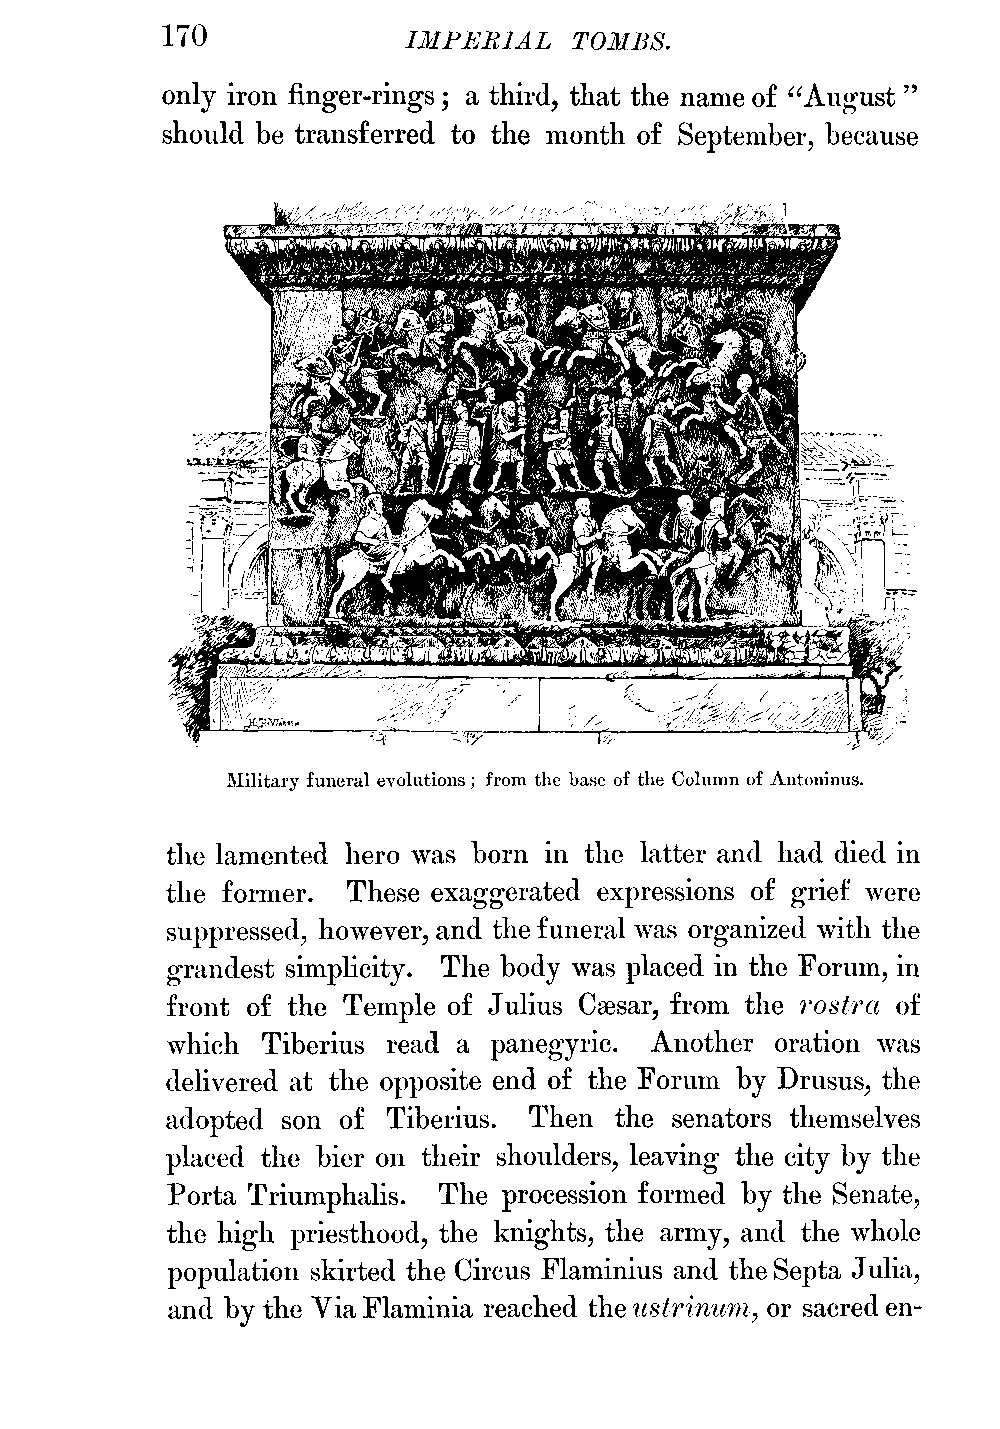 170
IMPERIAL TOMBS.
only iron finger-rings; a third, that the name of “August”
should be transferred to the month of September, because
Military funeral evolutions; from the base of the Column of Antoninus.
the lamented hero was born in the latter and had died in
the former. These exaggerated expressions of grief were
suppressed, however, and the funeral was organized with the
grandest simplicity. The body was placed in the Forum, in
front of the Temple of Julius Cæsar, from the rostra of
which Tiberius read a panegyric. Another oration was
delivered at the opposite end of the Forum by Drusus, the
adopted son of Tiberius. Then the senators themselves
placed the bier on their shoulders, leaving the city by the
Porta Triumphalis. The procession formed by the Senate,
the high priesthood, the knights, the army, and the whole
population skirted the Circus Flaminius and the Septa Julia,
and by the Via Flaminia reached the ustrinum, or sacred en-